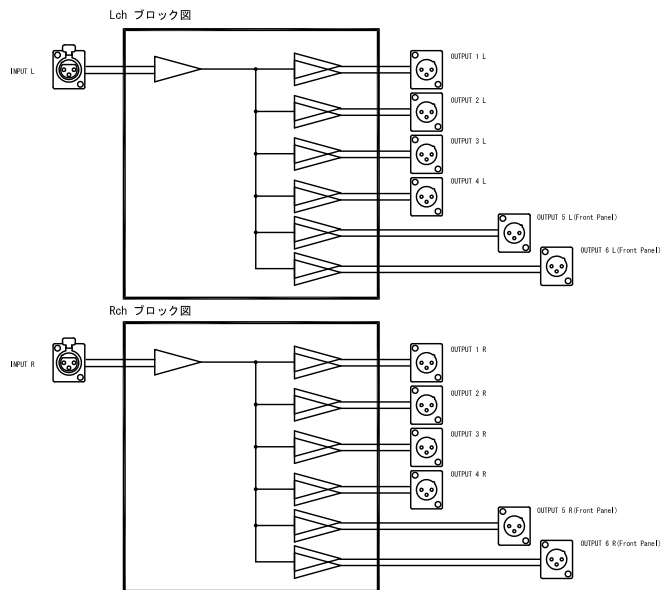 Lch ブロック図
INPUT L
OUTPUT 1 L
OUTPUT 2 L
OUTPUT 3 L
OUTPUT 4 L
OUTPUT 5 L(Front Panel)
OUTPUT 6 L(Front Panel)
Rch ブロック図
INPUT R
OUTPUT 1 R
OUTPUT 2 R
OUTPUT 3 R
OUTPUT 4 R
OUTPUT 5 R(Front Panel)
OUTPUT 6 R(Front Panel)